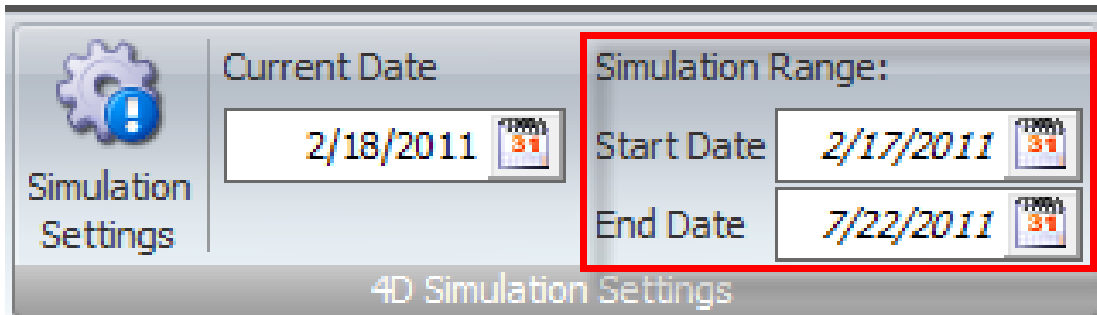 Simulation
Settings
Current Date
2/18/2011
31
Simulation Range:
Start Date 2/17/2011 31
End Date 7/22/2011 31
4D Simulation Settings